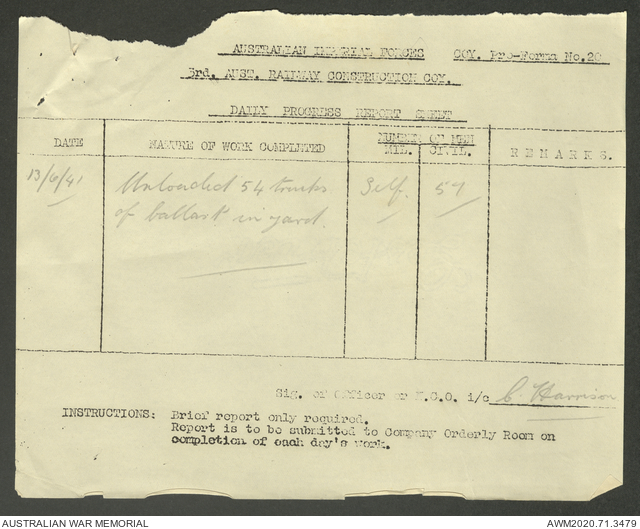 AUSTRALIAN IMPERIAL FORCES COY. Pro-Forma No.20
3rd. AUST. RAILWAY CONSTRUCTION COY.
DAILY PROGRESS REPORT SHEET
DATE NATURE OF WORK COMPLETED NUMBER OF MEN REMARKS.
MTB. CIVIL.
13/6/41 Unloaded 54 trucks Self. 57
of ballast in yard.
Sig. of Officer or N.C.O. i/c C. Harrison
INSTRUCTIONS: Brief report only required.
Report is to be submitted to Company Orderly Room on
completion of each day's work.
AUSTRALIAN WAR MEMORIAL AWM2020.71.3479